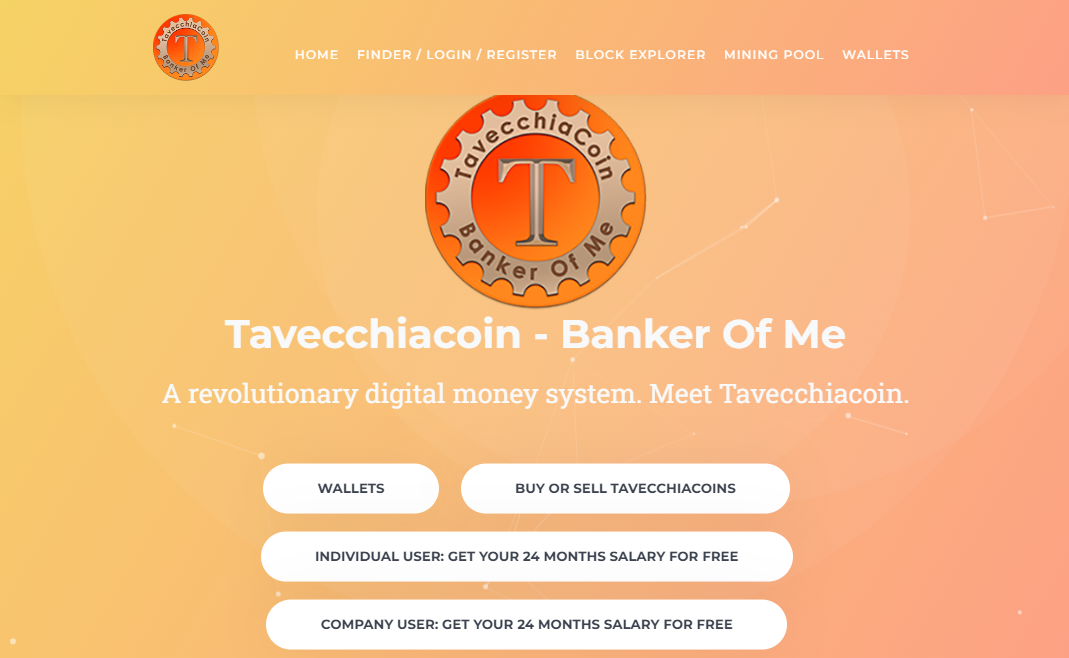 TavecchiaCoin
T
Banker Of Me
HOME FINDER / LOGIN / REGISTER BLOCK EXPLORER MINING POOL WALLETS
TavecchiaCoin
T
Banker Of Me
Tavecchiacoin - Banker Of Me
A revolutionary digital money system. Meet Tavecchiacoin.
WALLETS BUY OR SELL TAVECCHIACOINS
INDIVIDUAL USER: GET YOUR 24 MONTHS SALARY FOR FREE
COMPANY USER: GET YOUR 24 MONTHS SALARY FOR FREE